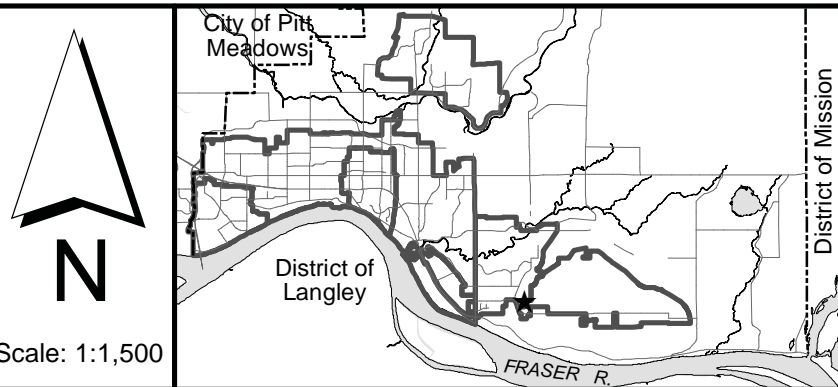 City of Pitt
Meadows
District of Mission
District of
Langley
N
Scale: 1:1,500
FRASER R.